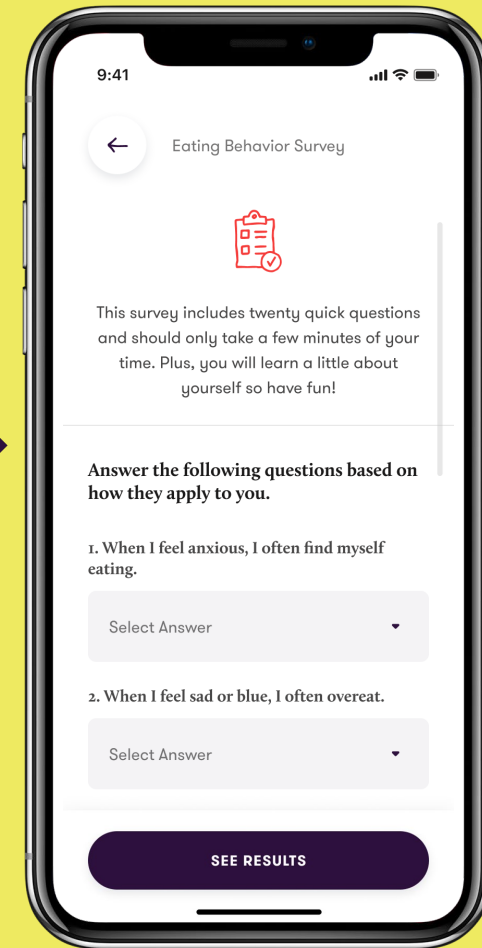 9:41
Eating Behavior Survey
This survey includes twenty quick questions
and should only take a few minutes of your
time. Plus, you will learn a little about
yourself so have fun!
Answer the following questions based on
how they apply to you.
1. When I feel anxious, I often find myself
eating.
Select Answer
2. When I feel sad or blue, I often overeat.
Select Answer
SEE RESULTS